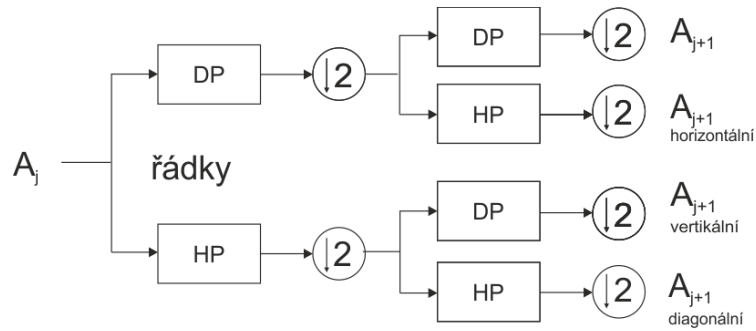 DP
↓2
DP
↓2
A j+1
HP
↓2
A j+1
horizontální
A j
řádky
HP
↓2
DP
↓2
A j+1
vertikální
HP
↓2
A j+1
diagonální